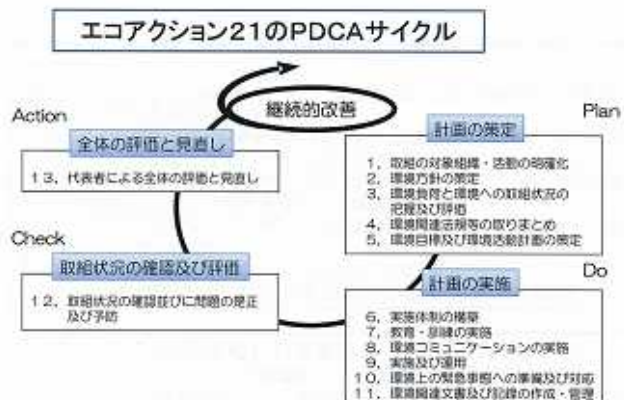 エコアクション21のPDCAサイクル
継続的改善
Plan
計画の策定
1、取組の対象組織・活動の明確化
2、環境方針の策定
3、環境負荷と環境への取組状況の
把握及び評価
4、環境関連法規等の取りまとめ
5、環境目標及び環境活動計画の策定
Do
計画の実施
6、実施体制の構築
7、教育・訓練の実施
8、環境コミュニケーションの実施
9、実施及び運用
10、環境上の緊急事態への準備及び対応
11、環境関連文書及び記録の作成・管理
Check
取組状況の確認及び評価
12、取組状況の確認並びに問題の是正
及び予防
Action
全体の評価と見直し
13、代表者による全体の評価と見直し